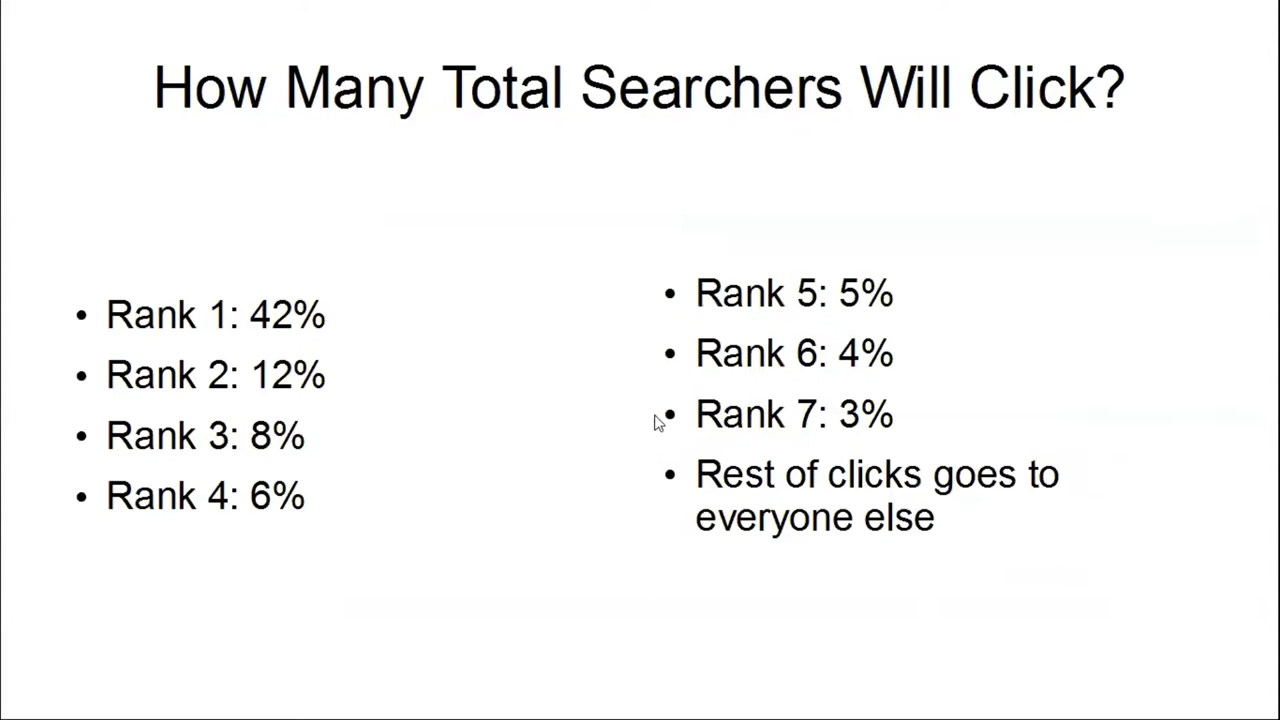 How Many Total Searchers Will Click?
• Rank 1: 42%
• Rank 2: 12%
• Rank 3: 8%
• Rank 4: 6%
• Rank 5: 5%
• Rank 6: 4%
• Rank 7: 3%
• Rest of clicks goes to
everyone else